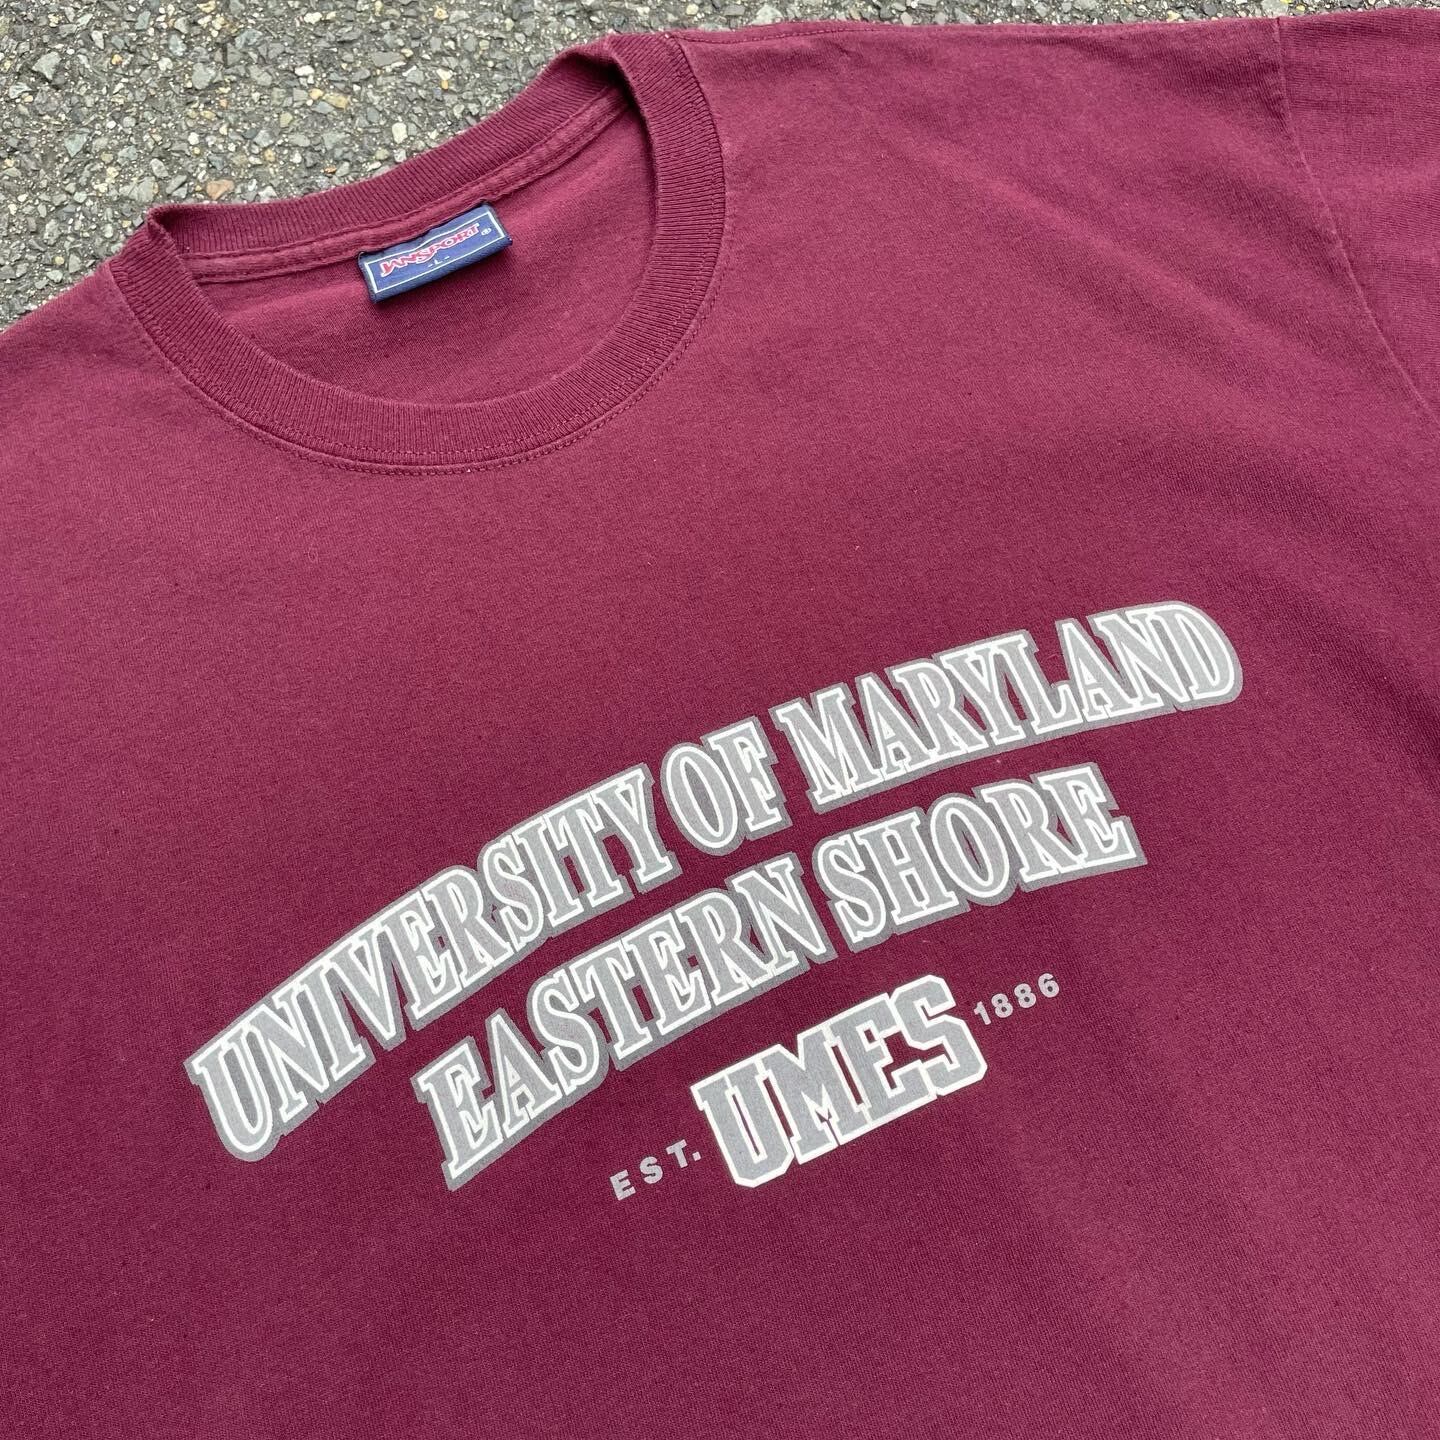 JANSPORT®
-L-
UNIVERSITY OF MARYLAND
EASTERN SHORE
EST. UMES 1886